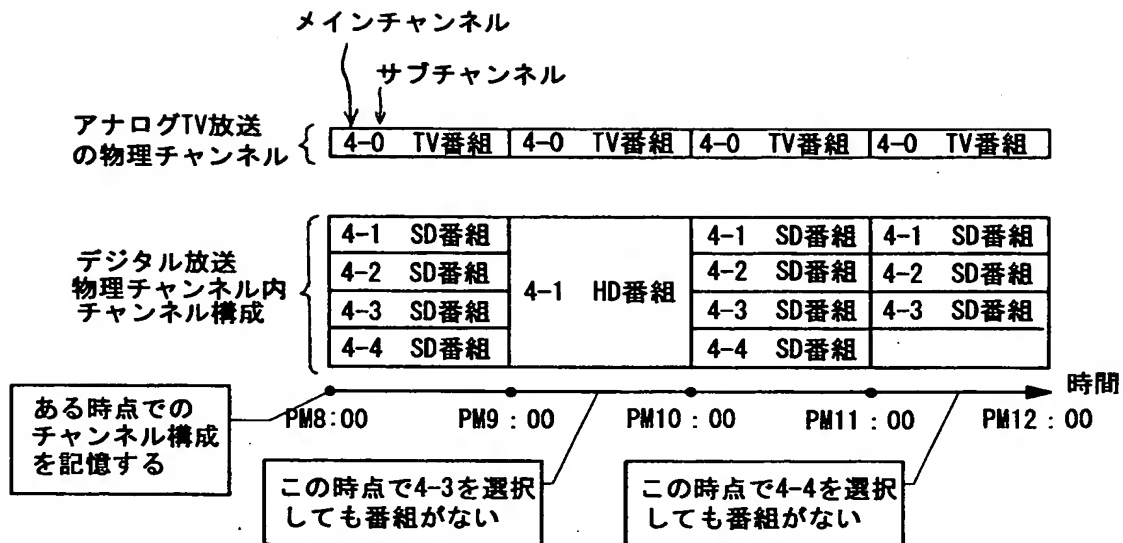 メインチャンネル
サブチャンネル
アナログTV放送
の物理チャンネル
4-0 TV番組 4-0 TV番組 4-0 TV番組 4-0 TV番組
デジタル放送
物理チャンネル内
チャンネル構成
4-1 SD番組
4-2 SD番組
4-3 SD番組
4-4 SD番組
4-1 HD番組
4-1 SD番組
4-2 SD番組
4-3 SD番組
4-4 SD番組
4-1 SD番組
4-2 SD番組
4-3 SD番組
時間
PM8:00 PM9:00 PM10:00 PM11:00 PM12:00
ある時点での
チャンネル構成
を記憶する
この時点で4-3を選択
しても番組がない
この時点で4-4を選択
しても番組がない